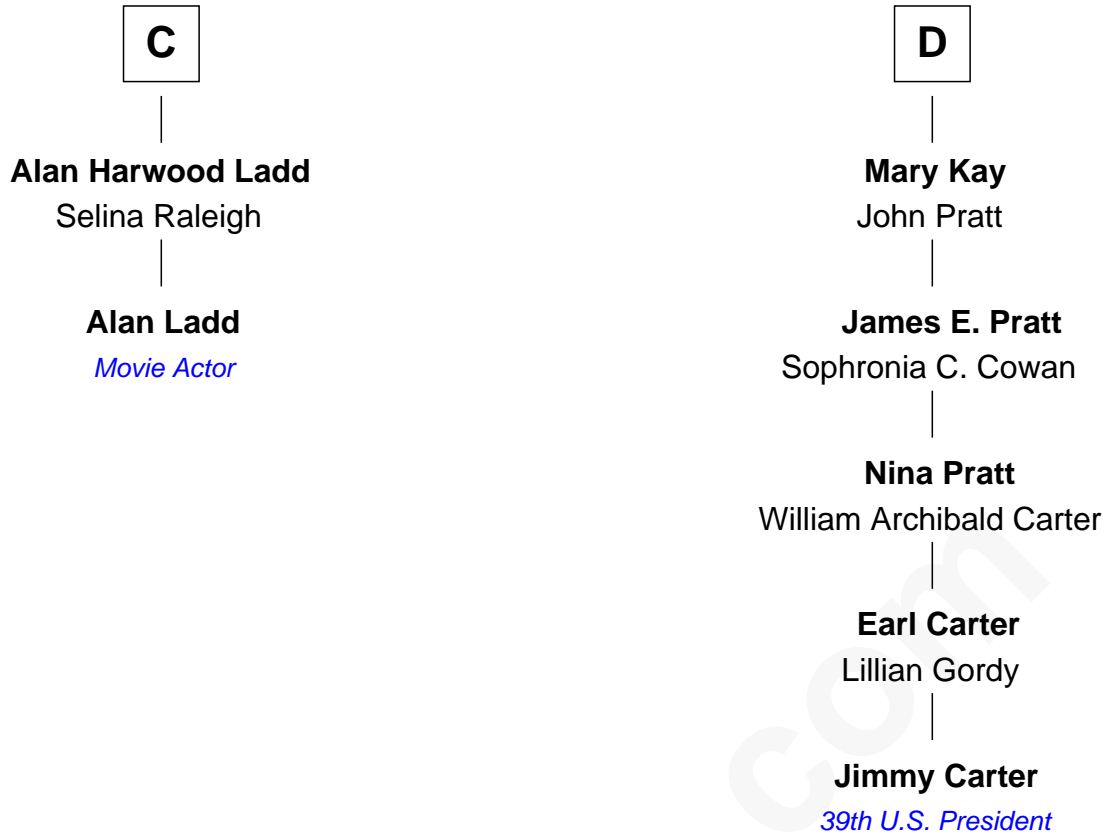 C
Alan Harwood Ladd
Selina Raleigh
Alan Ladd
Movie Actor
D
Mary Kay
John Pratt
James E. Pratt
Sophronia C. Cowan
Nina Pratt
William Archibald Carter
Earl Carter
Lillian Gordy
Jimmy Carter
39th U.S. President
com